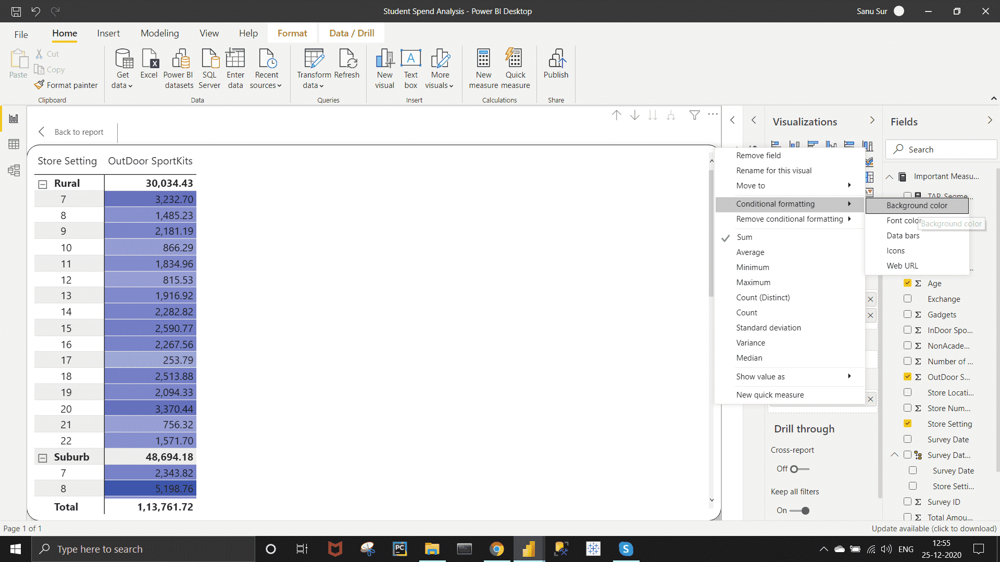 Student Spend Analysis - Power BI Desktop
Sanu Sur
File
Home
Insert
Modeling
View
Help
Format
Data / Drill
Paste
Cut
Copy
Format painter
Clipboard
Get data
Excel
Power BI datasets
SQL Server
Enter data
Recent sources
Data
Transform data
Refresh
Queries
New visual
Text box
More visuals
Insert
New measure
Quick measure
Calculations
Publish
Share
Back to report
Store Setting OutDoor SportKits
Rural 30,034.43
7 3,232.70
8 1,485.23
9 2,181.19
10 866.29
11 1,834.96
12 815.53
13 1,916.92
14 2,282.82
15 2,590.77
16 2,267.56
17 253.79
18 2,513.88
19 2,094.33
20 3,370.44
21 756.32
22 1,571.70
Suburb 48,694.18
7 2,343.82
8 5,198.76
Total 1,13,761.72
Remove field
Rename for this visual
Move to
Conditional formatting
Remove conditional formatting
Sum
Average
Minimum
Maximum
Count (Distinct)
Count
Standard deviation
Variance
Median
Show value as
New quick measure
Background color
Font color
Background color
Data bars
Icons
Web URL
Visualizations
Drill through
Cross-report
Off
Keep all filters
On
Fields
Search
Important Measu...
TAP_Segme...
Age
Exchange
Gadgets
InDoor Spo...
NonAcade...
Number of ...
OutDoor S...
Store Locati...
Store Num...
Store Setting
Survey Date
Survey Dat...
Survey Date
Store Setti...
Survey ID
Total Amou...
Page 1 of 1
Update available (click to download)
Type here to search
PC
ENG
12:55
25-12-2020